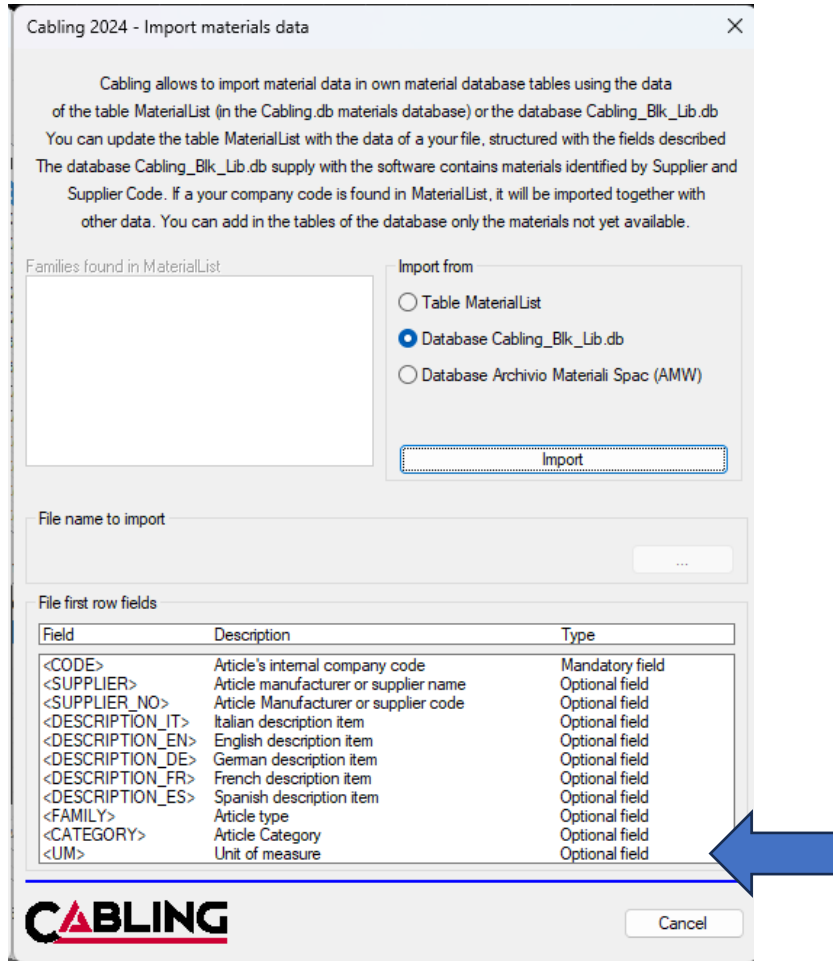 Cabling 2024 - Import materials data
Cabling allows to import material data in own material database tables using the data
of the table MaterialList (in the Cabling.db materials database) or the database Cabling_Blk_Lib.db
You can update the table MaterialList with the data of a your file, structured with the fields described
The database Cabling_Blk_Lib.db supply with the software contains materials identified by Supplier and
Supplier Code. If a your company code is found in MaterialList, it will be imported together with
other data. You can add in the tables of the database only the materials not yet available.
Families found in MaterialList
Import from
Table MaterialList
Database Cabling_Blk_Lib.db
Database Archivio Materiali Spac (AMW)
Import
File name to import
...
File first row fields
Field Description Type
<CODE> Article's internal company code Mandatory field
<SUPPLIER> Article manufacturer or supplier name Optional field
<SUPPLIER_NO> Article Manufacturer or supplier code Optional field
<DESCRIPTION_IT> Italian description item Optional field
<DESCRIPTION_EN> English description item Optional field
<DESCRIPTION_DE> German description item Optional field
<DESCRIPTION_FR> French description item Optional field
<DESCRIPTION_ES> Spanish description item Optional field
<FAMILY> Article type Optional field
<CATEGORY> Article Category Optional field
<UM> Unit of measure Optional field
CABLING
Cancel